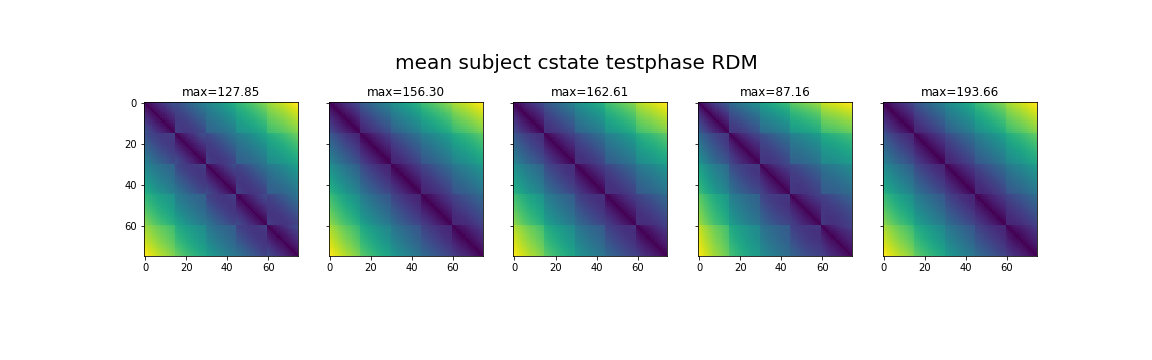 mean subject cstate testphase RDM
max=127.85 max=156.30 max=162.61 max=87.16 max=193.66
0
20
40
60
0 20 40 60 0 20 40 60 0 20 40 60 0 20 40 60 0 20 40 60